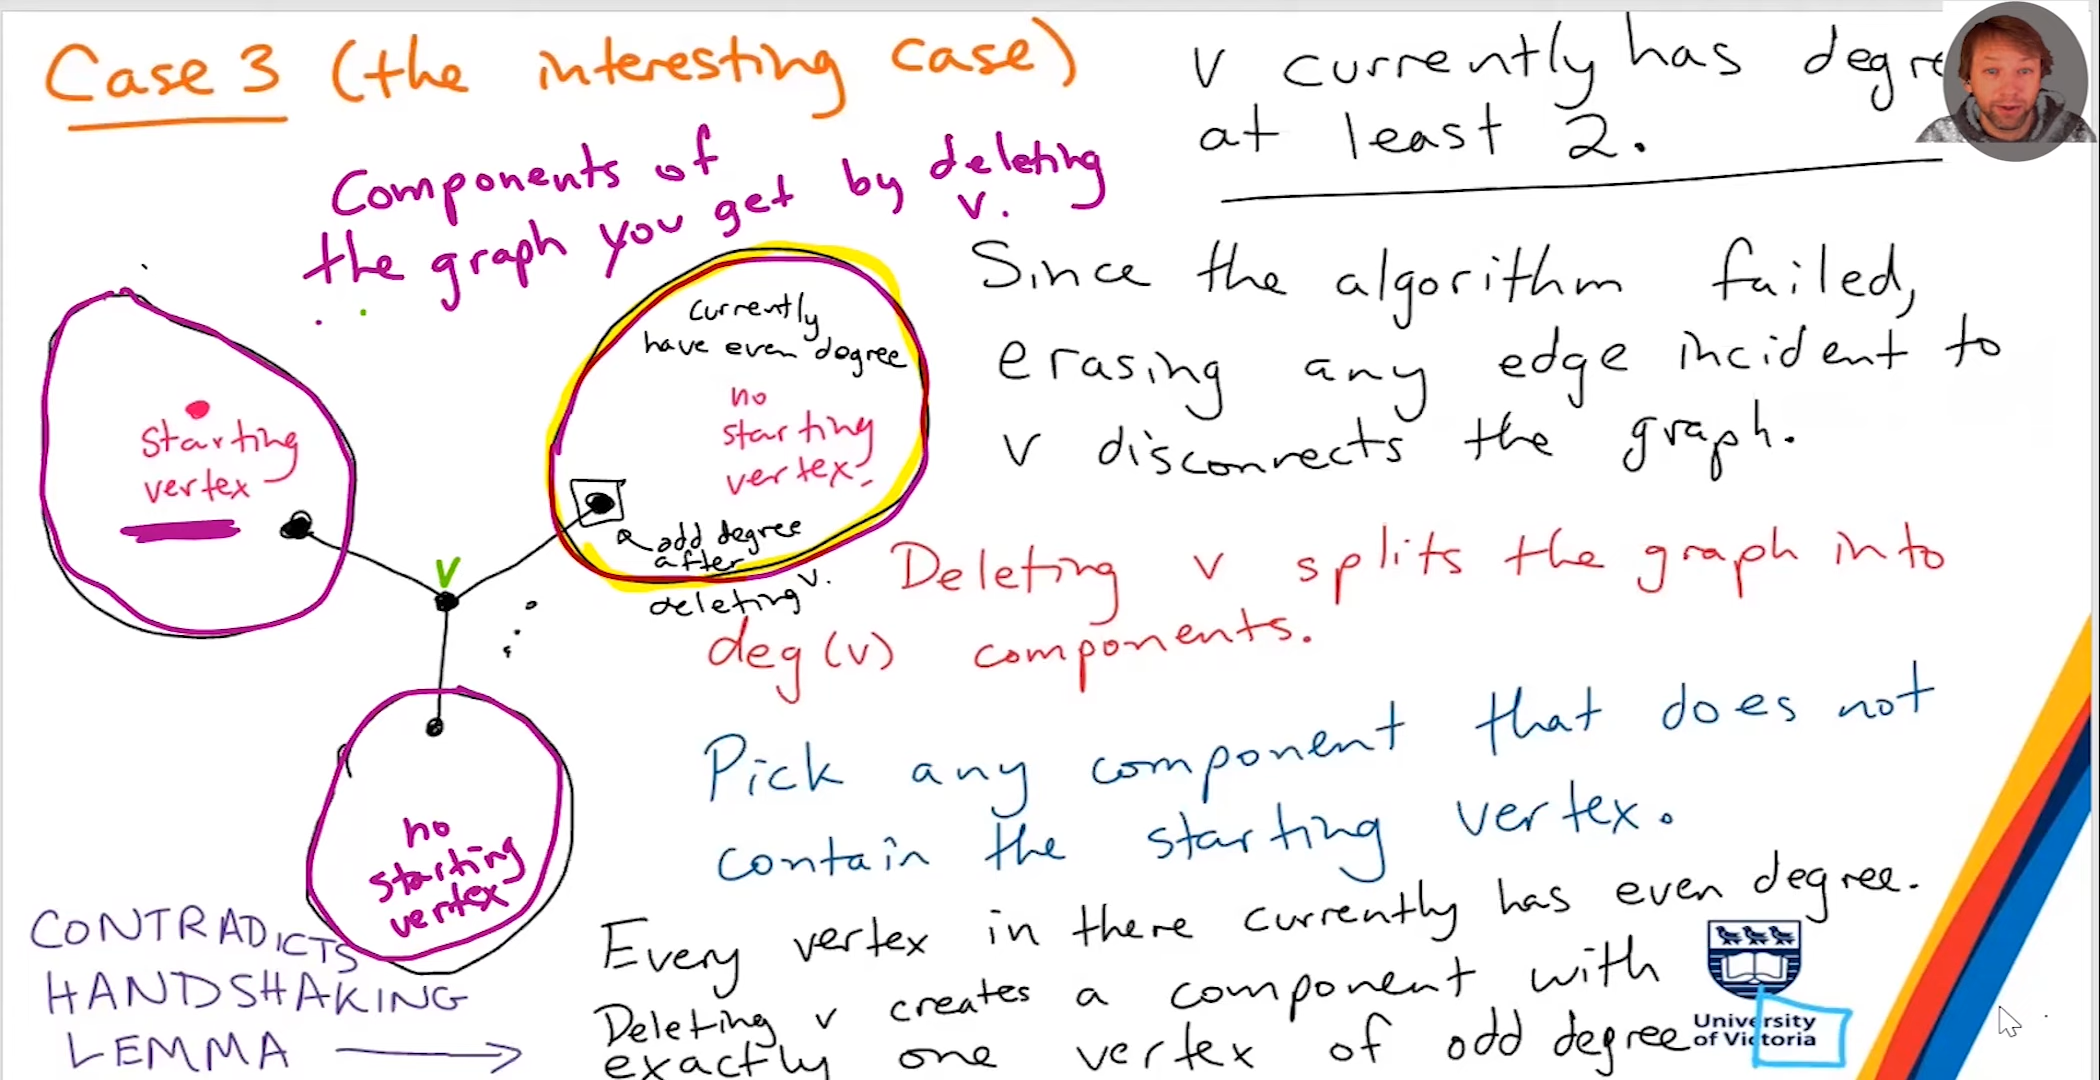 Case 3 (the interesting case)
v currently has degre
at least 2.
Components of
the graph you get by deleting
v.
Since the algorithm failed,
erasing any edge incident to
v disconnects the graph.
currently
have even degree
no
starting
vertex
odd degree
after
deleting v.
starting
vertex
v
Deleting v splits the graph into
deg(v) components.
Pick any component that does not
contain the starting vertex.
no
starting
vertex
Every vertex in there currently has even degree.
Deleting v creates a component with
exactly one vertex of odd degree
CONTRADICTS
HANDSHAKING
LEMMA
University
of Victoria